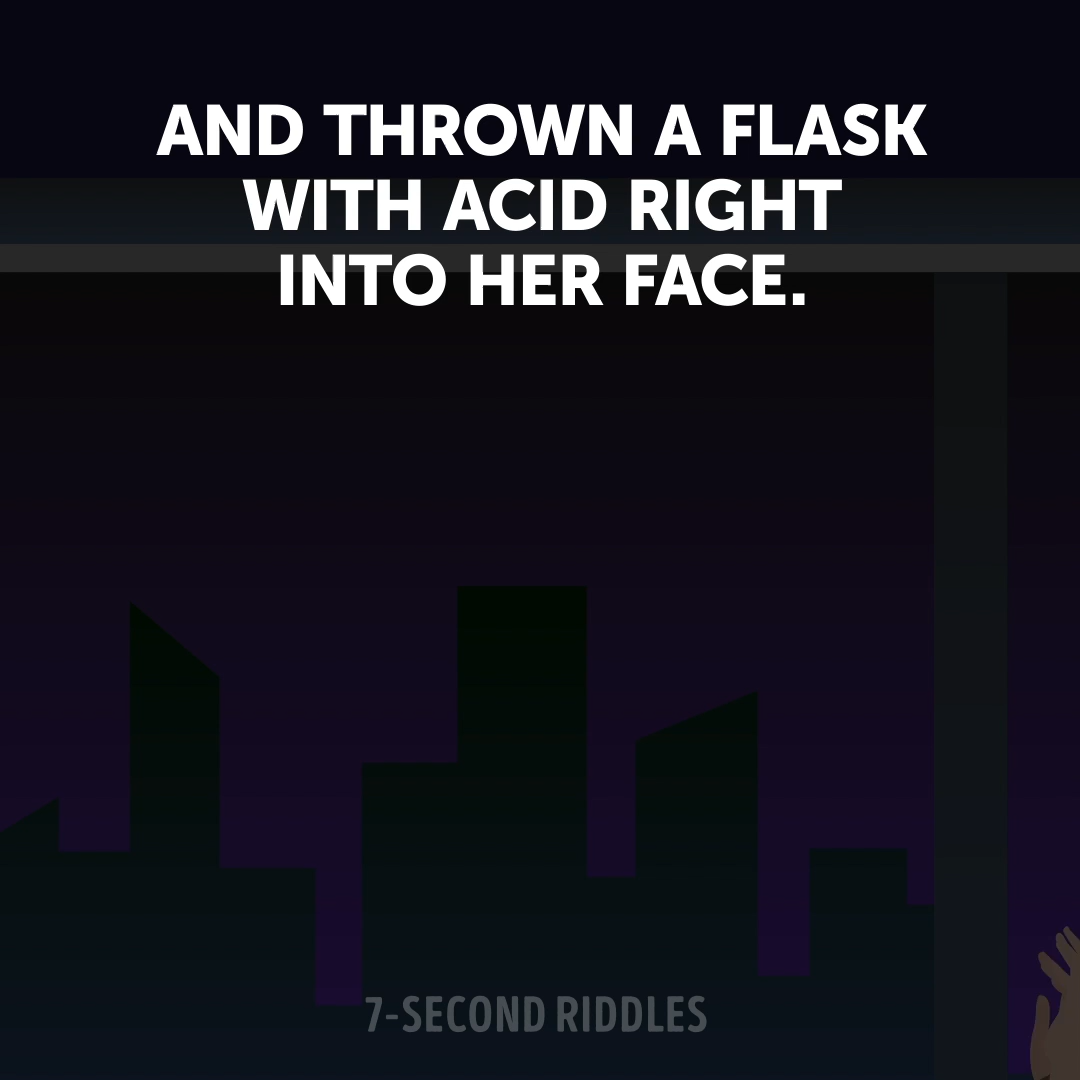 AND THROWN A FLASK
WITH ACID RIGHT
INTO HER FACE.
7-SECOND RIDDLES